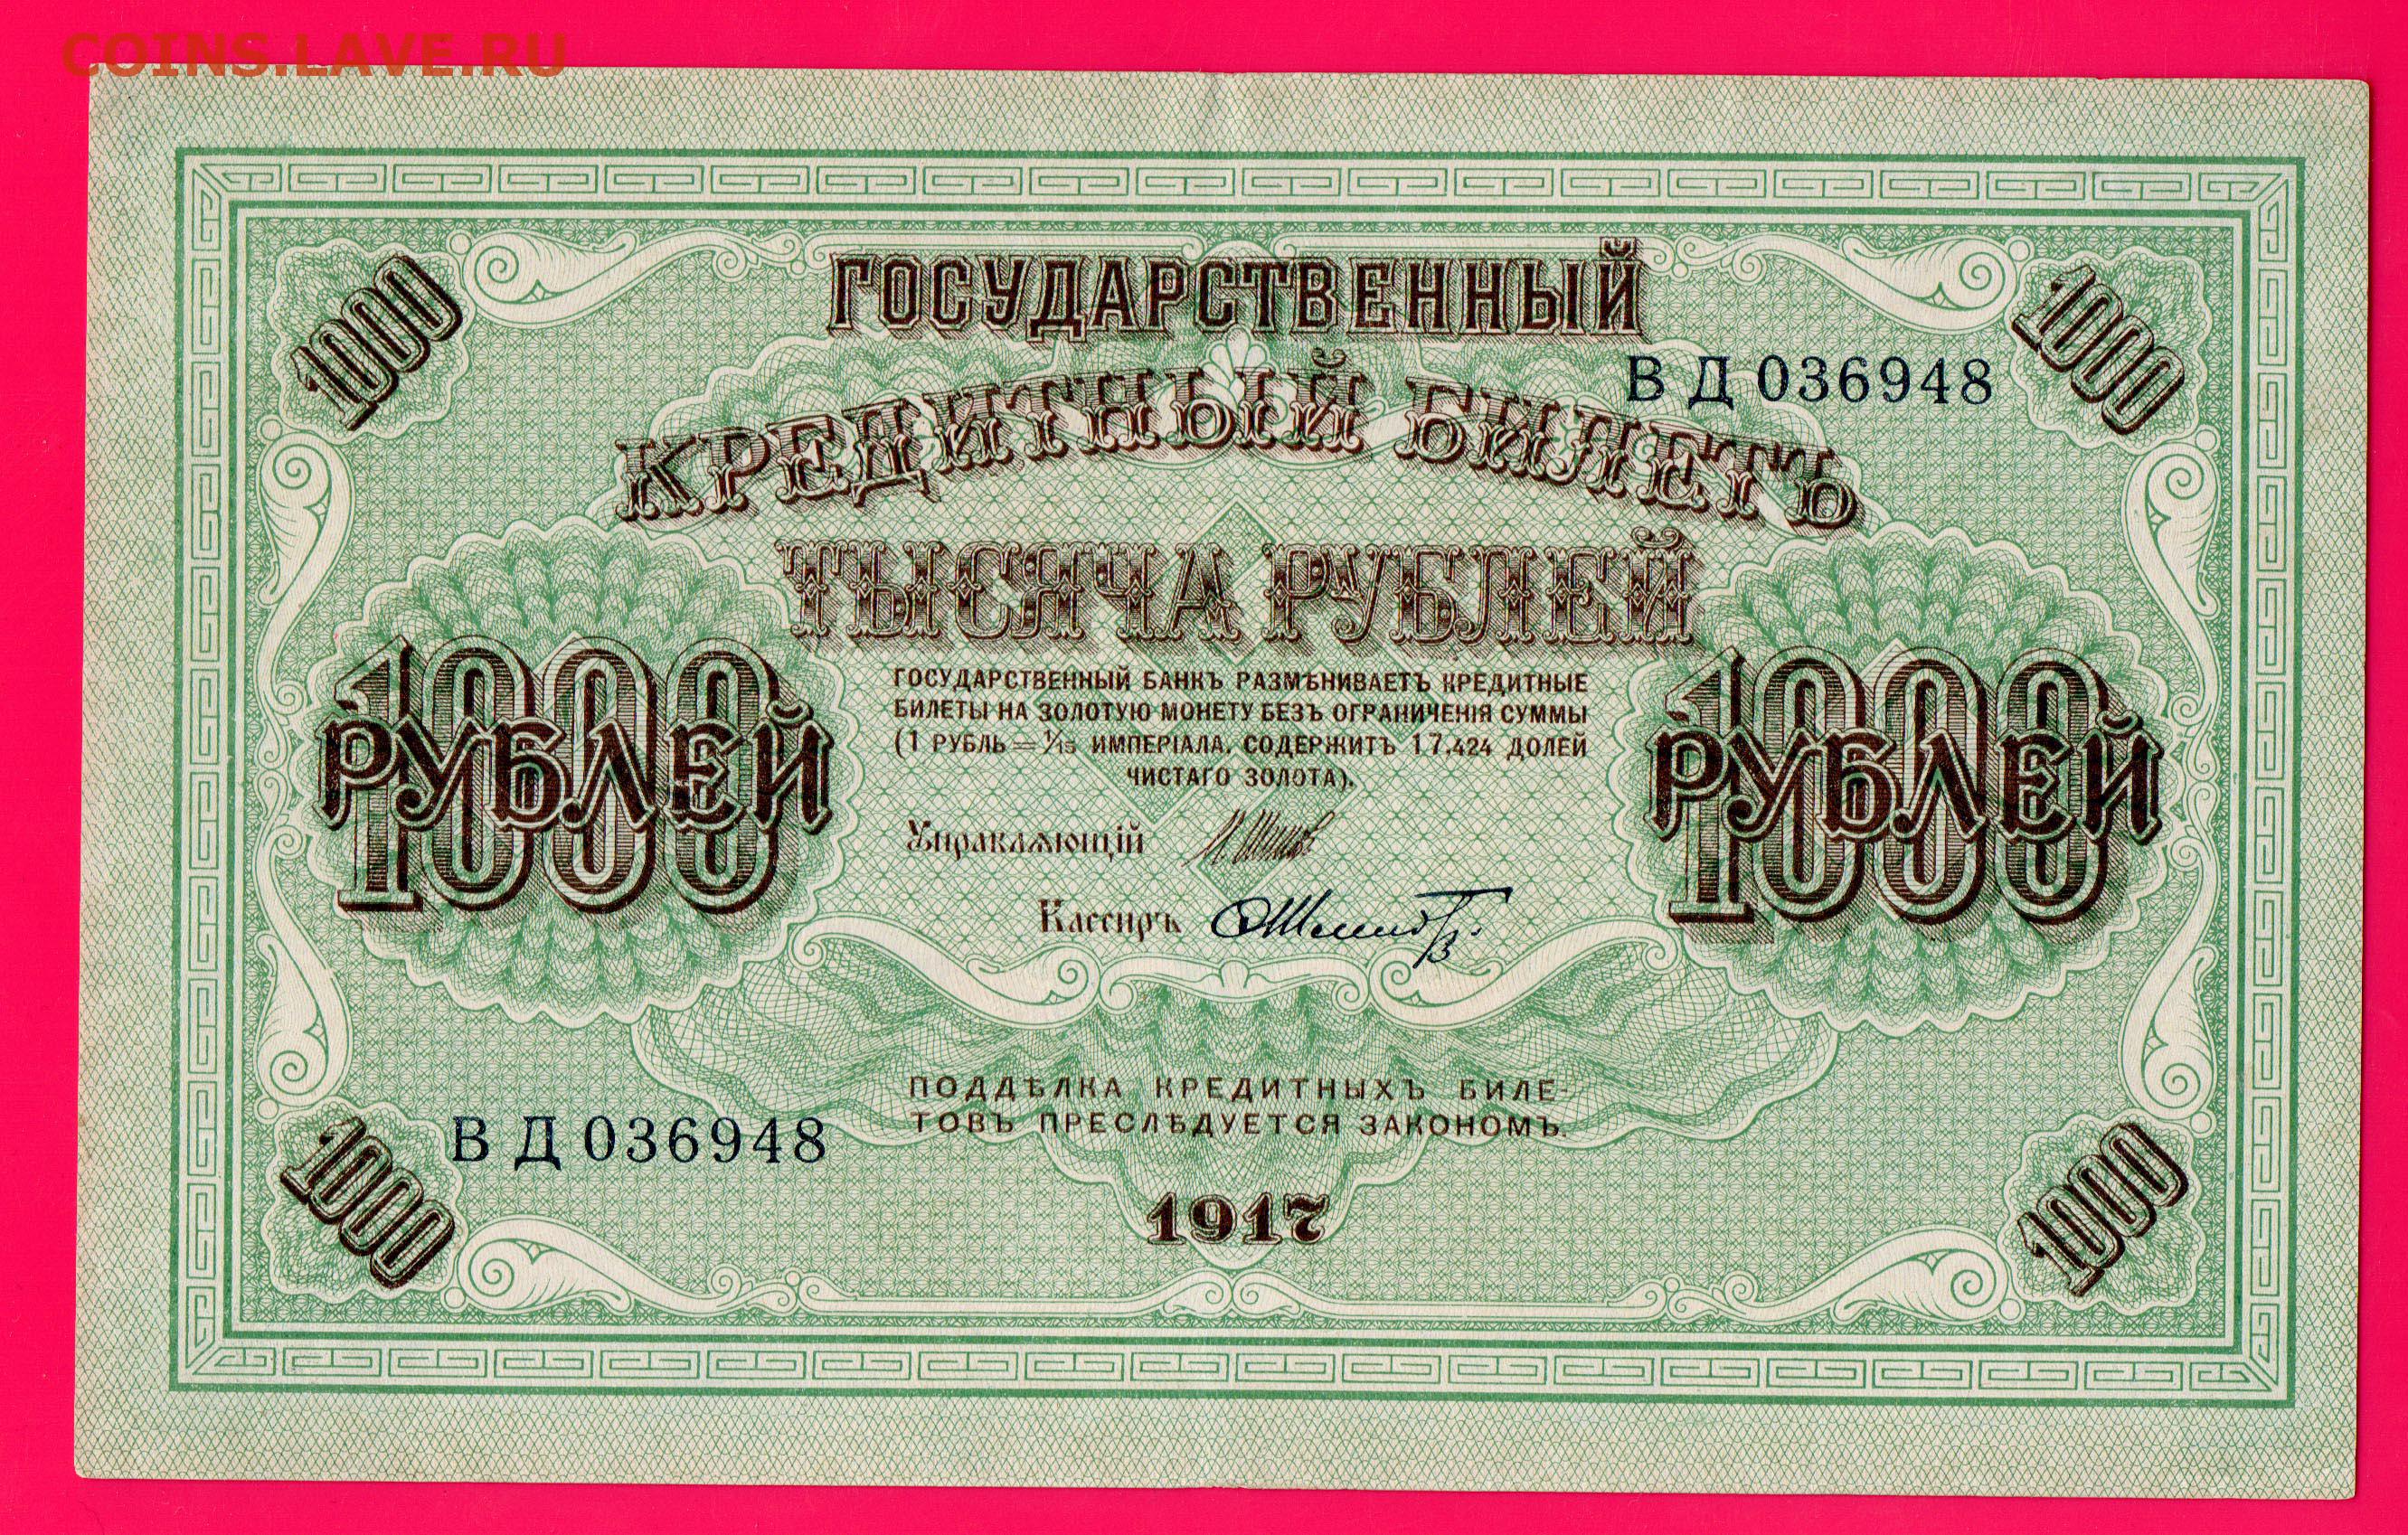 COINS.LAVE.RU
1000
ГОСУДАРСТВЕННЫЙ
1000
ВД 036948
КРЕДИТНЫЙ БИЛЕТЪ
ТЫСЯЧА РУБЛЕЙ
1000
РУБЛЕЙ
ГОСУДАРСТВЕННЫЙ БАНКЪ РАЗМѢНИВАЕТЪ КРЕДИТНЫЕ
БИЛЕТЫ НА ЗОЛОТУЮ МОНЕТУ БЕЗЪ ОГРАНИЧЕНІЯ СУММЫ
(1 РУБЛЬ = 1/15 ИМПЕРІАЛА, СОДЕРЖИТЪ 17,424 ДОЛЕЙ
ЧИСТАГО ЗОЛОТА).
1000
РУБЛЕЙ
Управляющій
Кассиръ
ПОДДѢЛКА КРЕДИТНЫХЪ БИЛЕ-
ТОВЪ ПРЕСЛѢДУЕТСЯ ЗАКОНОМЪ.
ВД 036948
1000
1917
1000